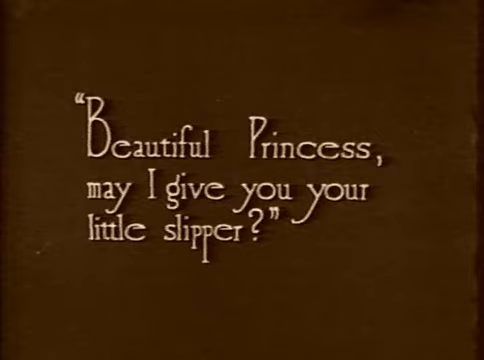 “Beautiful Princess,
may I give you your
little slipper?”